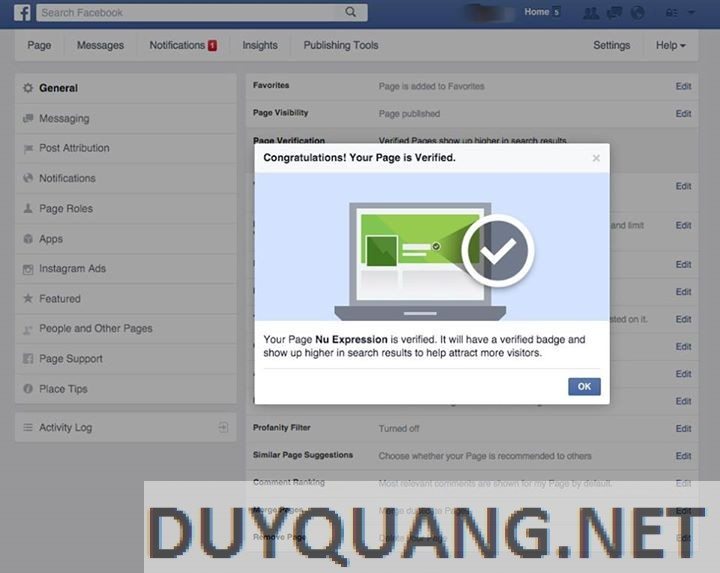 f Search Facebook Home 5
Page Messages Notifications 1 Insights Publishing Tools Settings Help
General
Messaging
Post Attribution
Notifications
Page Roles
Apps
Instagram Ads
Featured
People and Other Pages
Page Support
Place Tips
Activity Log
Favorites Page is added to Favorites Edit
Page Visibility Page published Edit
Page Verification Verified Pages show up higher in search results
Congratulations! Your Page is Verified.
Edit
and limit Edit
Edit
Edit
sted on it. Edit
Edit
Edit
Edit
Your Page Nu Expression is verified. It will have a verified badge and
show up higher in search results to help attract more visitors.
OK
Profanity Filter Turned off Edit
Similar Page Suggestions Choose whether your Page is recommended to others Edit
Comment Ranking Most relevant comments are shown for my Page by default. Edit
Merge Pages Merge duplicate Pages Edit
Remove Page Delete your Page Edit
DUYQUANG.NET